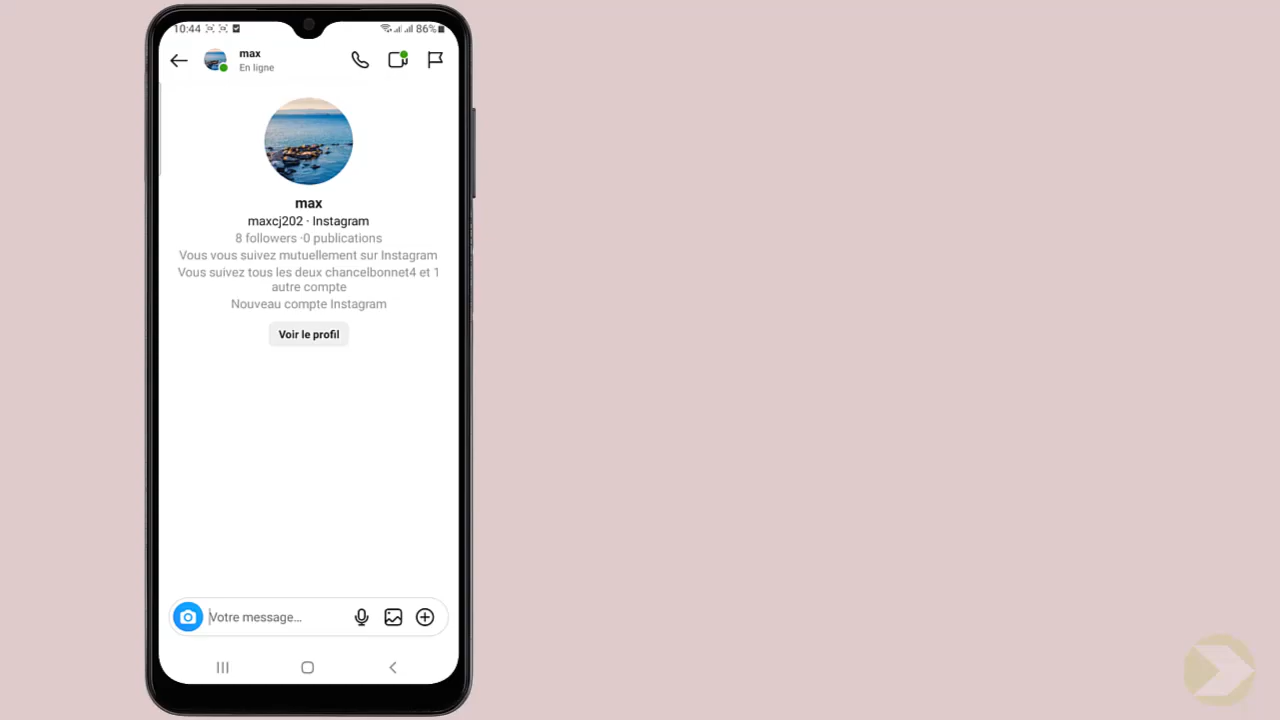 10:44 86%
max
En ligne
max
maxcj202 · Instagram
8 followers ·0 publications
Vous vous suivez mutuellement sur Instagram
Vous suivez tous les deux chancelbonnet4 et 1
autre compte
Nouveau compte Instagram
Voir le profil
Votre message...